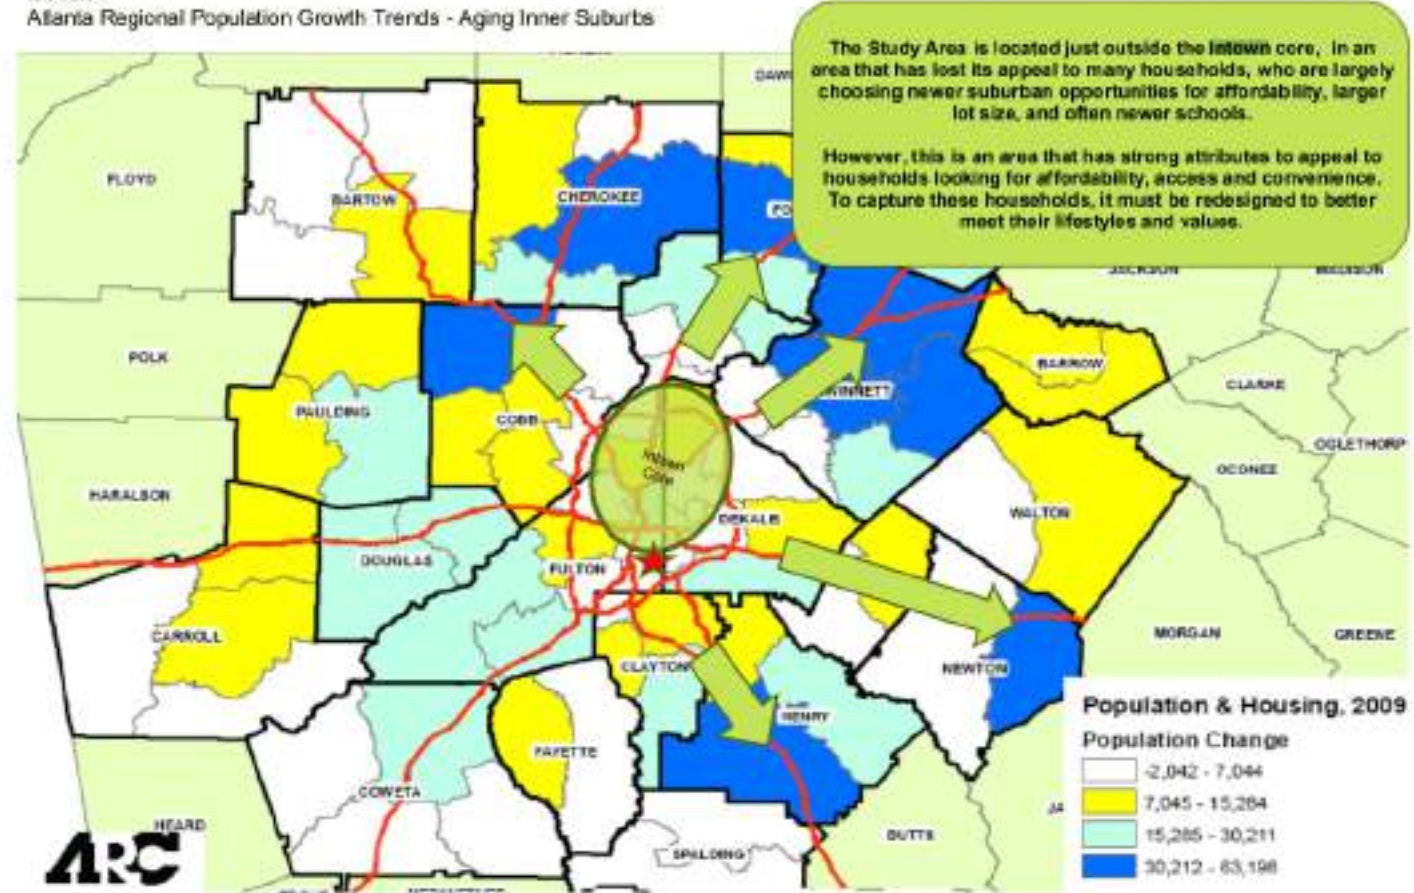 Atlanta Regional Population Growth Trends - Aging Inner Suburbs
The Study Area is located just outside the Intown core, in an
area that has lost its appeal to many households, who are largely
choosing newer suburban opportunities for affordability, larger
lot size, and often newer schools.
However, this is an area that has strong attributes to appeal to
households looking for affordability, access and convenience.
To capture these households, it must be redesigned to better
meet their lifestyles and values.
DAW
FLOYD
BARTOW
CHEROKEE
FO
JACKSON
MADISON
POLK
BARROW
CLARKE
PAULDING
COBB
WINNETT
OGLETHORP
Intown
Core
OCONEE
HARALSON
WALTON
DEKALB
DOUGLAS
FULTON
CARROLL
MORGAN
GREENE
CLAYTON
NEWTON
HENRY
FAYETTE
COWETA
HEARD
JA
BUTTS
SPALDING
ARC
Population & Housing, 2009
Population Change
-2,042 - 7,044
7,045 - 15,284
15,285 - 30,211
30,212 - 63,198